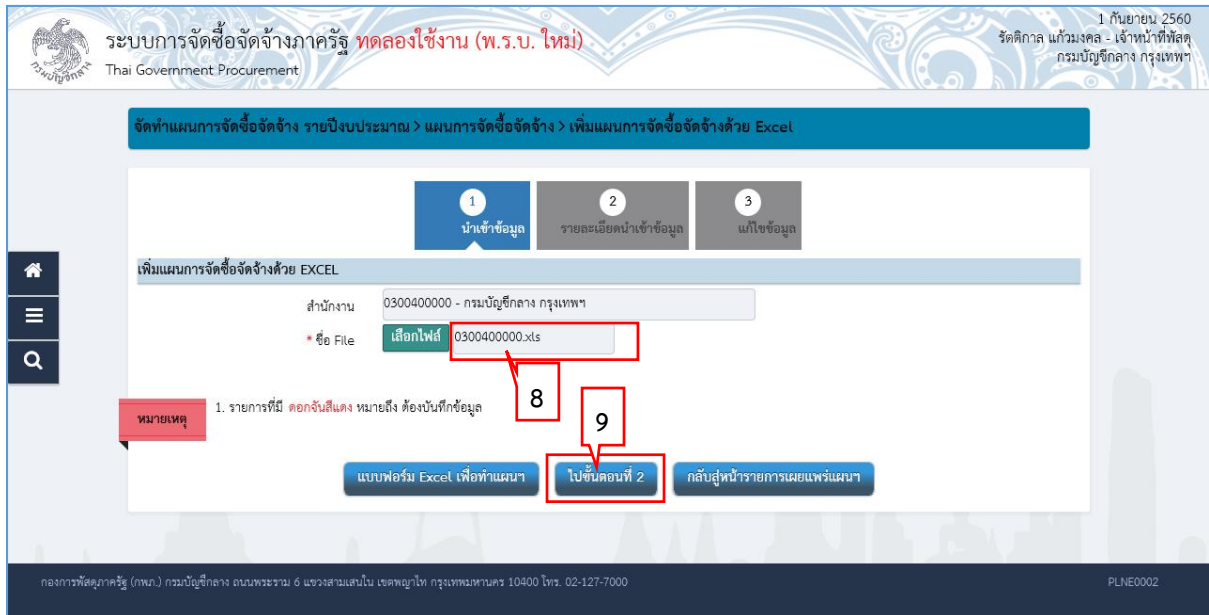 1 กันยายน 2560
ระบบการจัดซื้อจัดจ้างภาครัฐ ทดลองใช้งาน (พ.ร.บ. ใหม่)
รัตติกาล แก้วมงคล - เจ้าหน้าที่พัสดุ
Thai Government Procurement
กรมบัญชีกลาง กรุงเทพฯ
จัดทำแผนการจัดซื้อจัดจ้าง รายปีงบประมาณ > แผนการจัดซื้อจัดจ้าง > เพิ่มแผนการจัดซื้อจัดจ้างด้วย Excel
1 2 3
นำเข้าข้อมูล รายละเอียดนำเข้าข้อมูล แก้ไขข้อมูล
เพิ่มแผนการจัดซื้อจัดจ้างด้วย EXCEL
สำนักงาน 0300400000 - กรมบัญชีกลาง กรุงเทพฯ
* ชื่อ File เลือกไฟล์ 0300400000.xls
8
หมายเหตุ 1. รายการที่มี ดอกจันสีแดง หมายถึง ต้องบันทึกข้อมูล
9
แบบฟอร์ม Excel เพื่อทำแผนฯ ไปขั้นตอนที่ 2 กลับสู่หน้ารายการเผยแพร่แผนฯ
กองการพัสดุภาครัฐ (กพภ.) กรมบัญชีกลาง ถนนพระราม 6 แขวงสามเสนใน เขตพญาไท กรุงเทพมหานคร 10400 โทร. 02-127-7000 PLNE0002